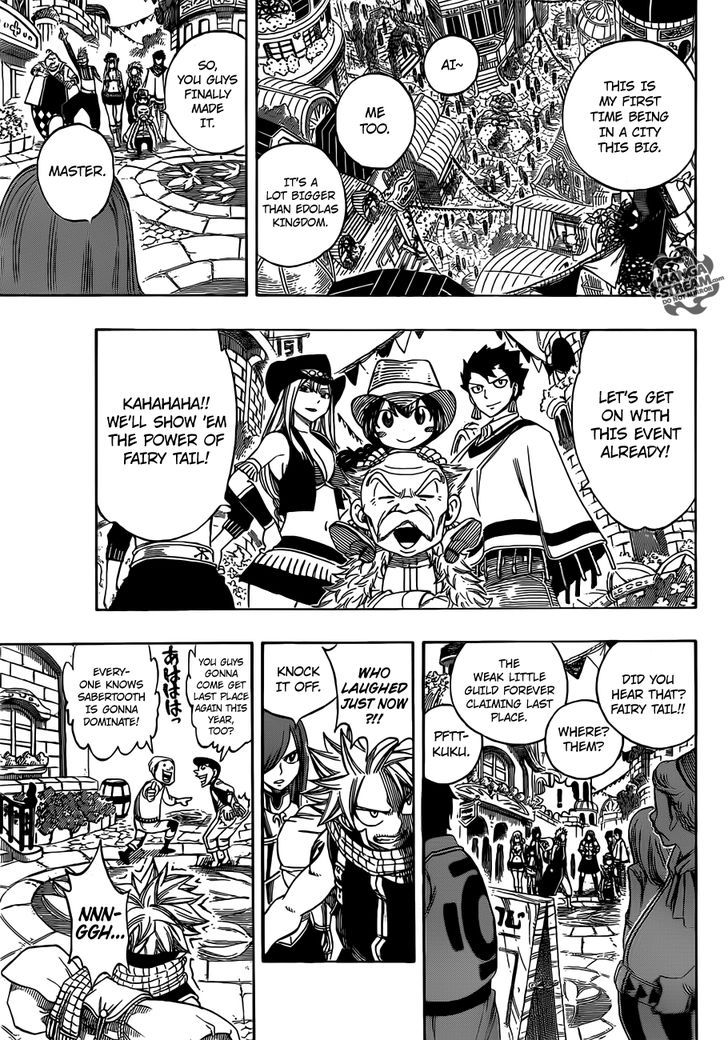 THIS IS
MY FIRST
TIME BEING
IN A CITY
THIS BIG.
AI~
ME
TOO.
IT'S A
LOT BIGGER
THAN EDOLAS
KINGDOM.
SO,
YOU GUYS
FINALLY
MADE
IT.
MASTER.
MANGA
STREAM.com
LET'S GET
ON WITH
THIS EVENT
ALREADY!
KAHAHAHA!!
WE'LL SHOW 'EM
THE POWER OF
FAIRY TAIL!
DID YOU
HEAR THAT?
FAIRY TAIL!!
THE
WEAK LITTLE
GUILD FOREVER
CLAIMING LAST
PLACE.
WHERE?
THEM?
PFTT-
KUKU.
!
WHO
LAUGHED
JUST NOW
?!!
KNOCK
IT OFF.
YOU GUYS
GONNA
COME GET
LAST PLACE
AGAIN THIS
YEAR,
TOO?
あはははっ
EVERY-
ONE KNOWS
SABERTOOTH
IS GONNA
DOMINATE!
NNN-
GGH...